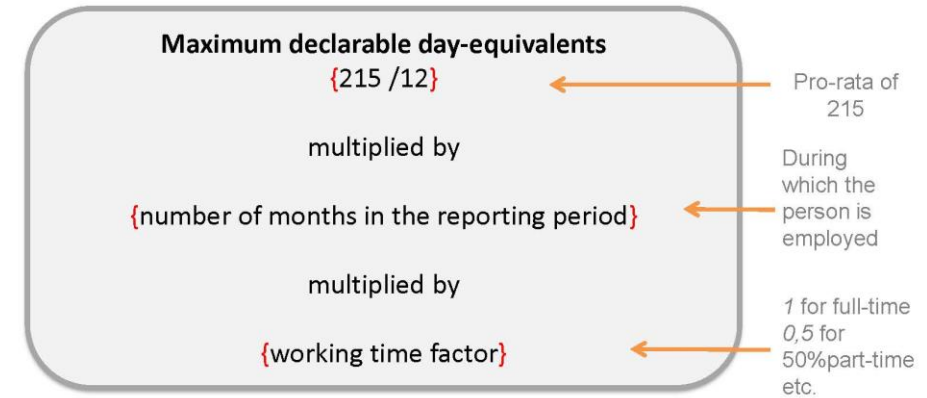 Maximum declarable day-equivalents
{215 /12}
multiplied by
{number of months in the reporting period}
multiplied by
{working time factor}
Pro-rata of
215
During
which the
person is
employed
1 for full-time
0,5 for
50%part-time
etc.